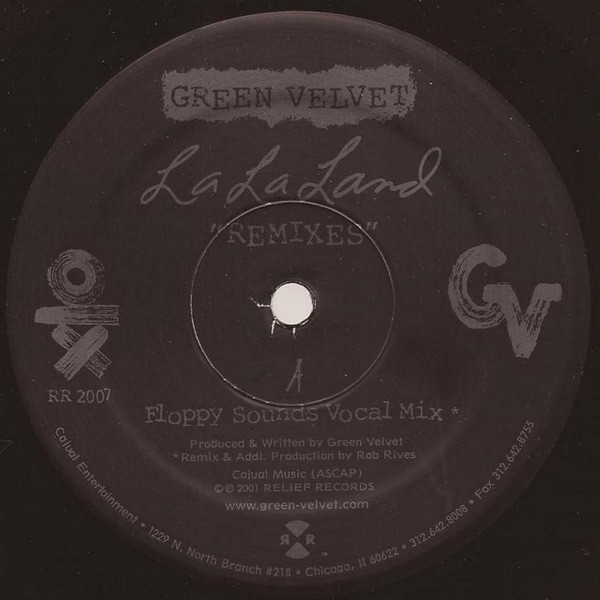 GREEN VELVET
La La Land
"REMIXES"
GV
RR 2007
A
Floppy Sounds Vocal Mix *
Produced & Written by Green Velvet
*Remix & Addl. Production by Rob Rives
Cajual Music (ASCAP)
©℗ 2001 RELIEF RECORDS
www.green-velvet.com
R R ™
Cajual Entertainment • 1229 N. North Branch #218 • Chicago, Il 60622 • 312.642.8008 • Fax 312.642.8755